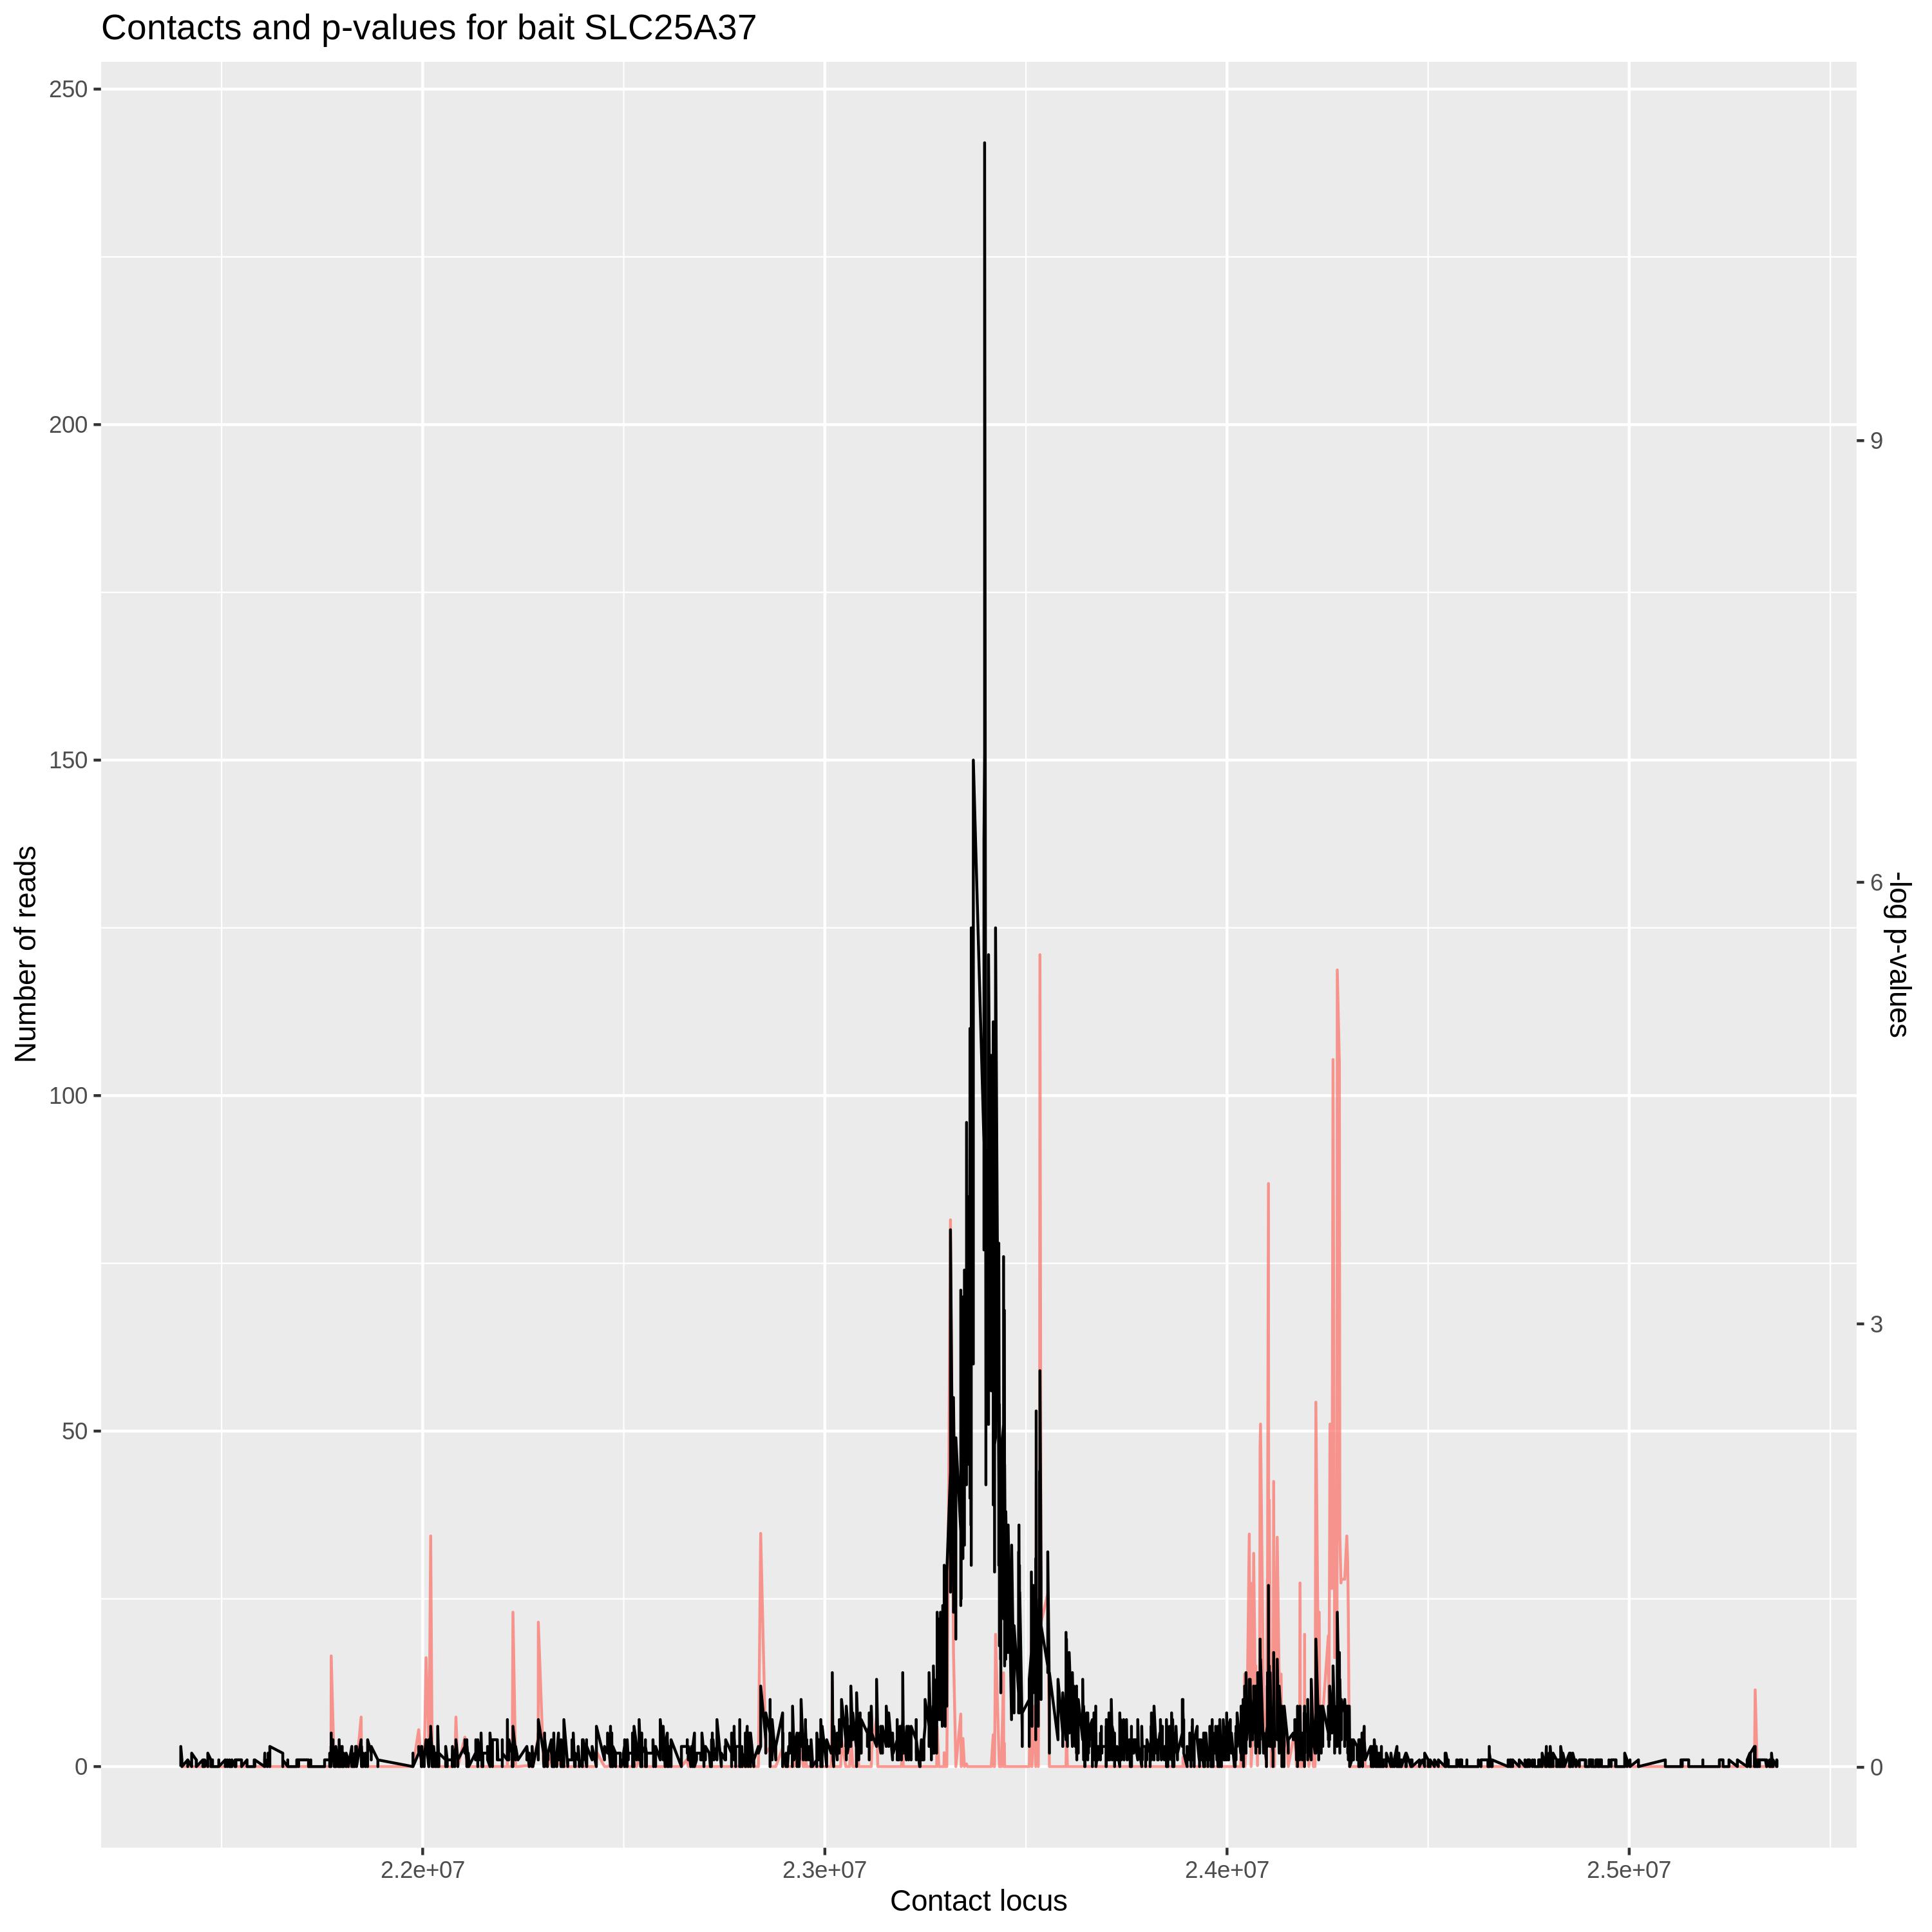 Contacts and p-values for bait SLC25A37
250
200
150
100
50
0
Number of reads
9
6
3
0
-log p-values
2.2e+07 2.3e+07 2.4e+07 2.5e+07
Contact locus